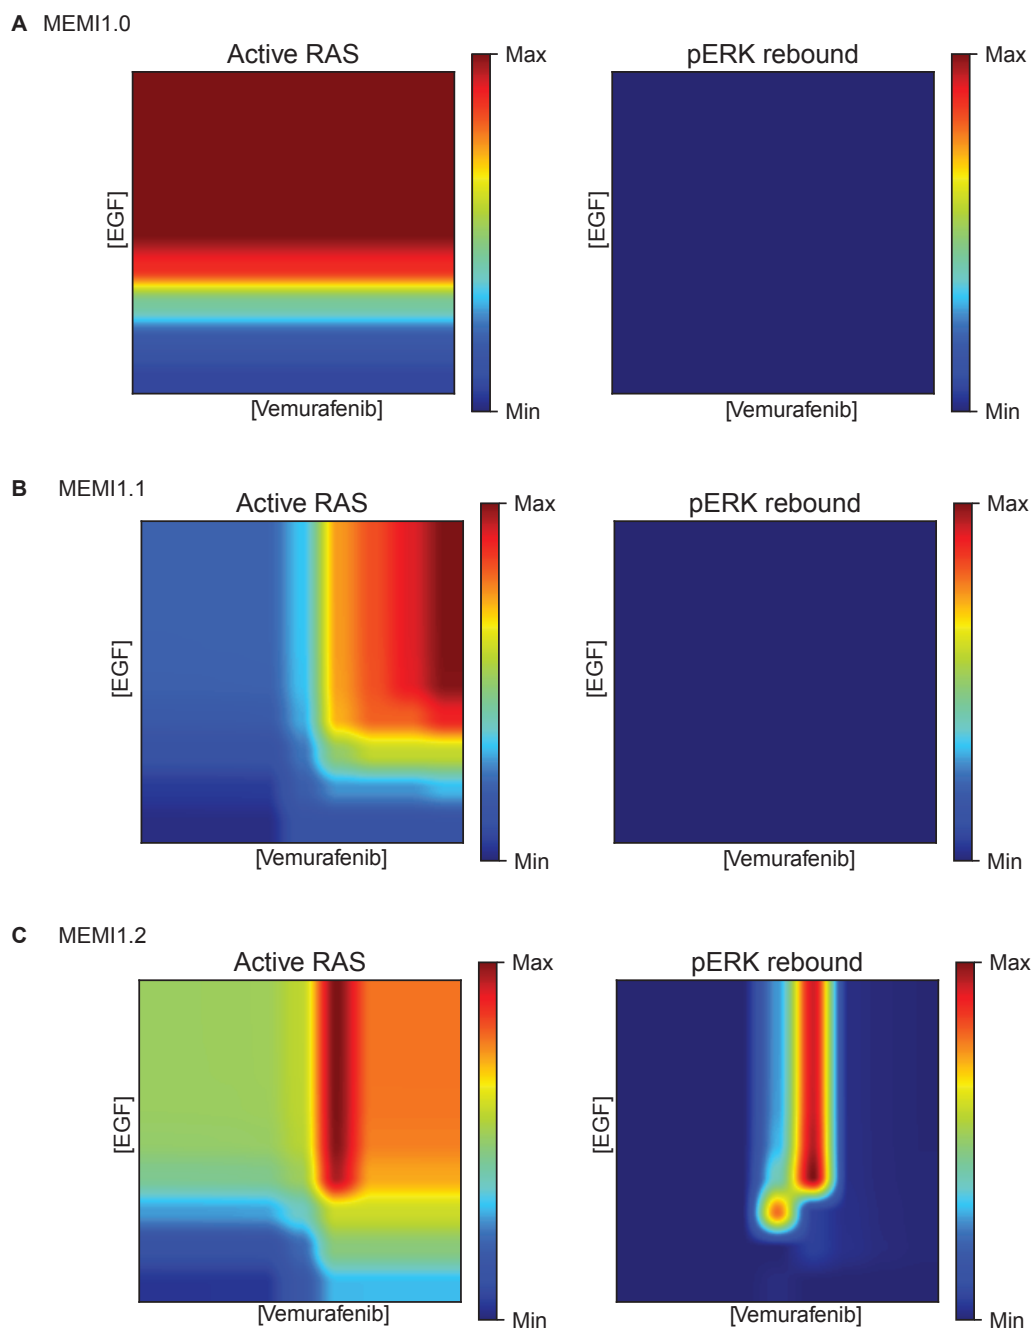 A MEMI1.0
Active RAS
pERK rebound
Max
Max
[EGF]
[EGF]
Min
Min
[Vemurafenib]
[Vemurafenib]
B MEMI1.1
Active RAS
pERK rebound
Max
Max
[EGF]
[EGF]
Min
Min
[Vemurafenib]
[Vemurafenib]
C MEMI1.2
Active RAS
pERK rebound
Max
Max
[EGF]
[EGF]
Min
Min
[Vemurafenib]
[Vemurafenib]